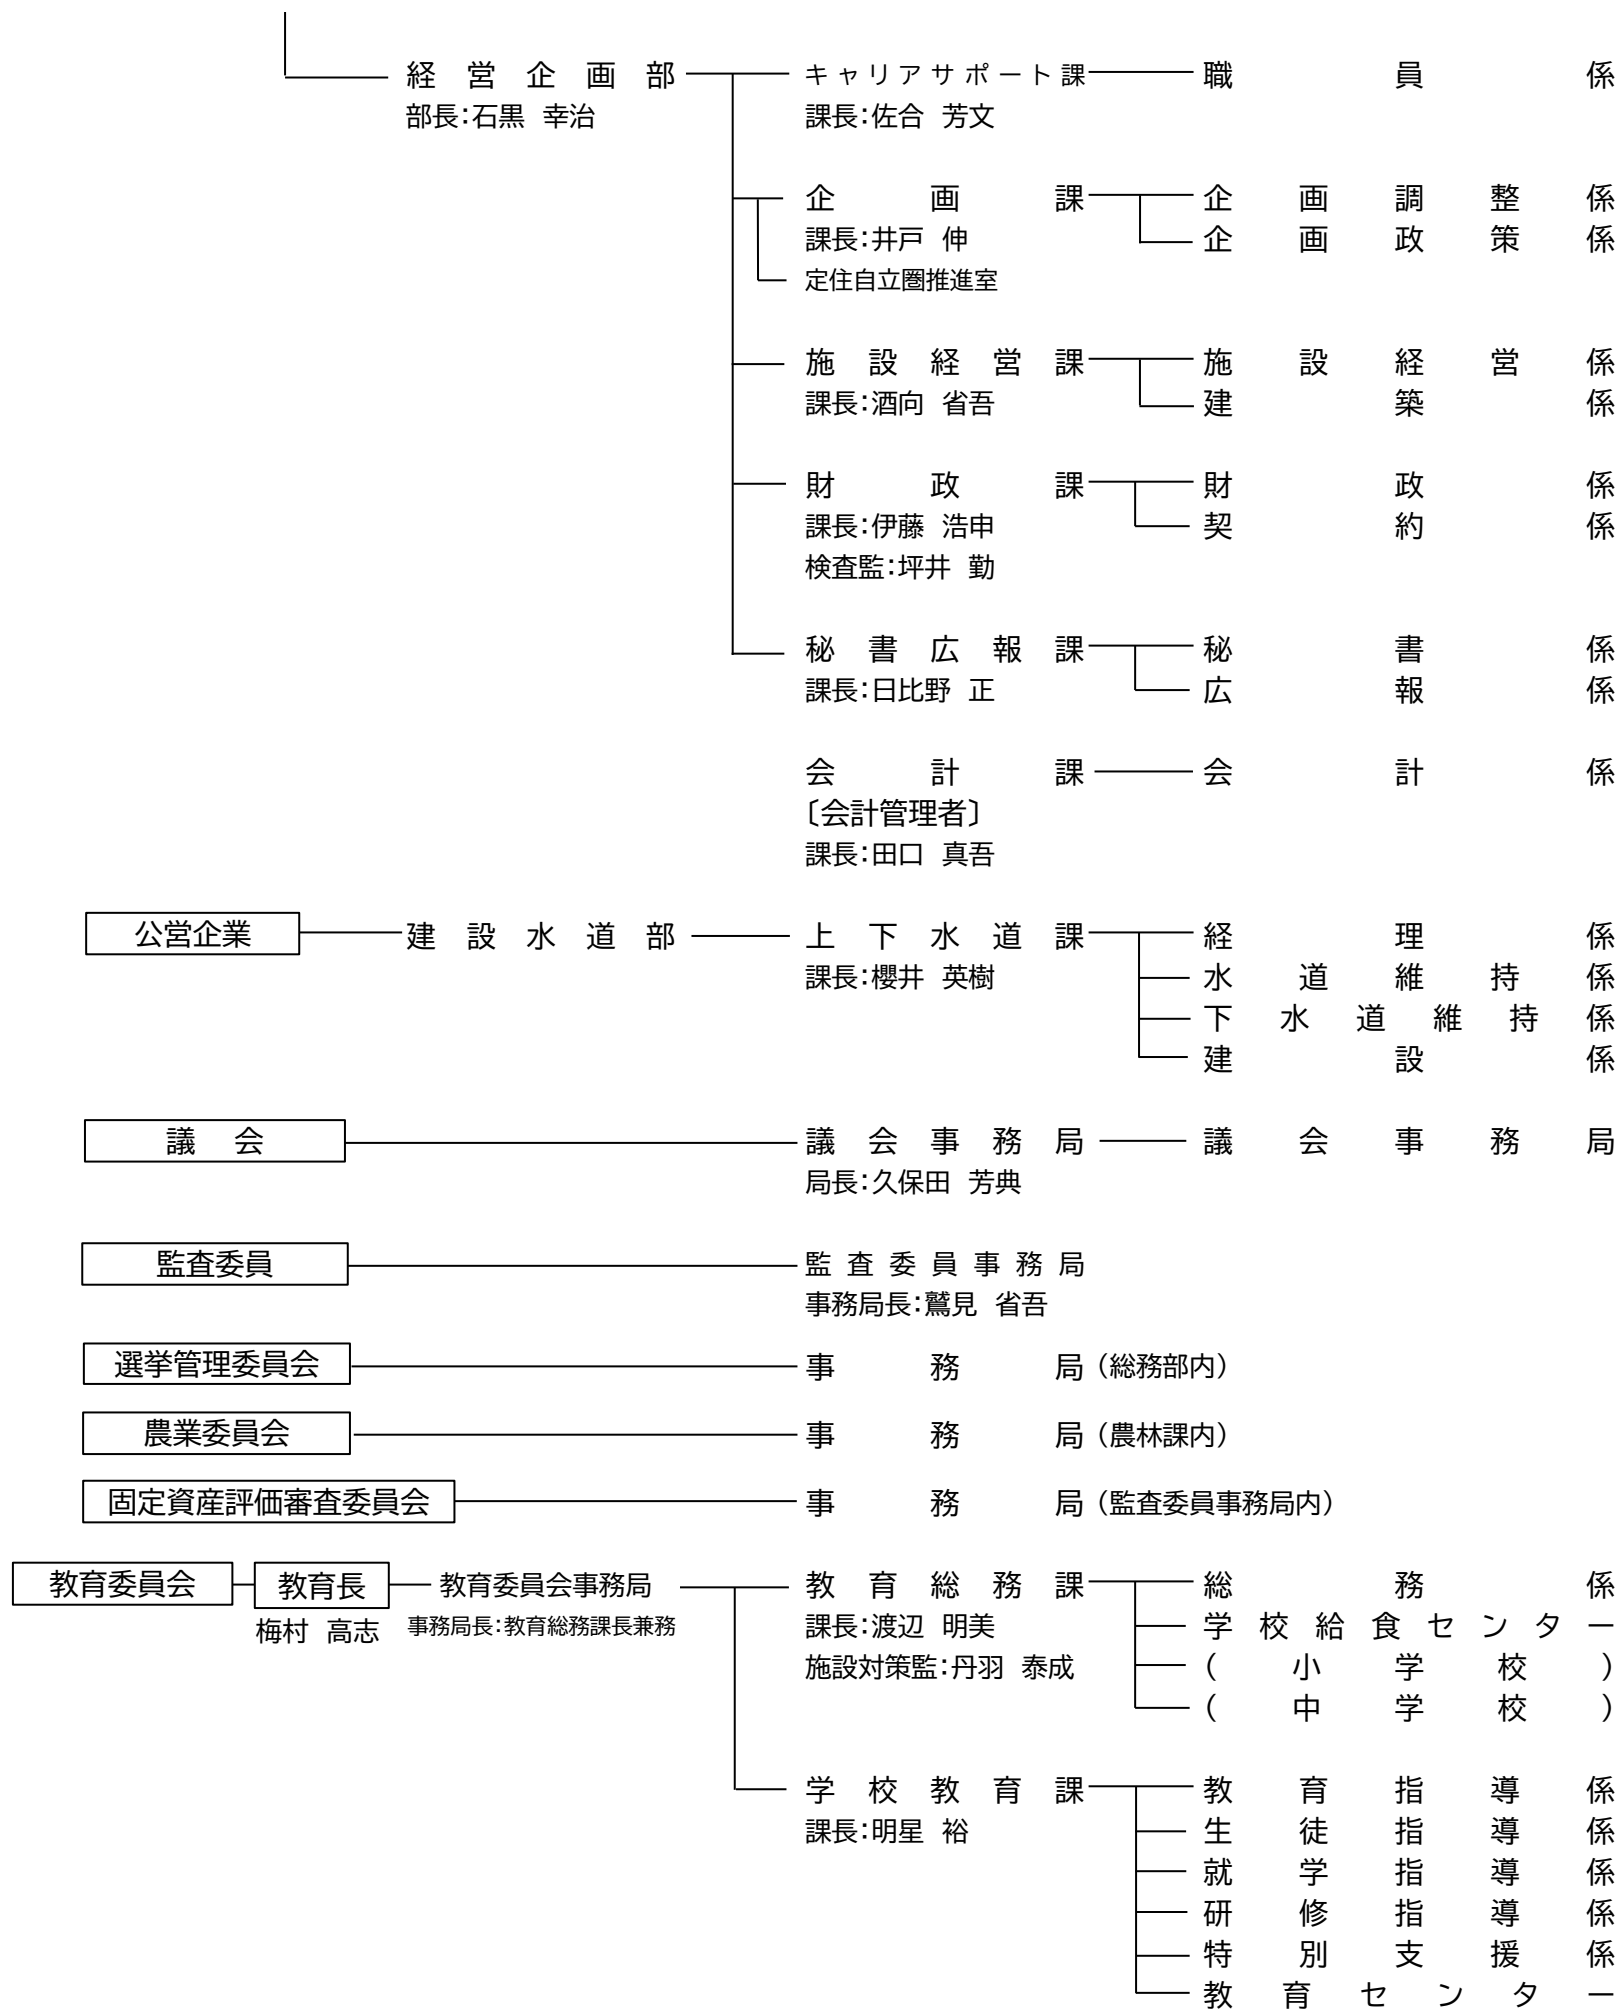 経営企画部 キャリアサポート課 職員係
部長：石黒 幸治 課長：佐合 芳文
企画課 企画調整係
課長：井戸 伸 企画政策係
定住自立圏推進室
施設経営課 施設経営係
課長：酒向 省吾 建築係
財政課 財政係
課長：伊藤 浩申 契約係
検査監：坪井 勤
秘書広報課 秘書係
課長：日比野 正 広報係
会計課 会計係
〔会計管理者〕
課長：田口 真吾
公営企業 建設水道部 上下水道課 経理係
課長：櫻井 英樹 水道維持係
下水道維持係
建設係
議会 議会事務局 議会事務局
局長：久保田 芳典
監査委員 監査委員事務局
事務局長：鷲見 省吾
選挙管理委員会 事務局（総務部内）
農業委員会 事務局（農林課内）
固定資産評価審査委員会 事務局（監査委員事務局内）
教育委員会 教育長 教育委員会事務局 教育総務課 総務係
梅村 高志 事務局長：教育総務課長兼務 課長：渡辺 明美 学校給食センター
施設対策監：丹羽 泰成 （小学校）
（中学校）
学校教育課 教育指導係
課長：明星 裕 生徒指導係
就学指導係
研修指導係
特別支援係
教育センター